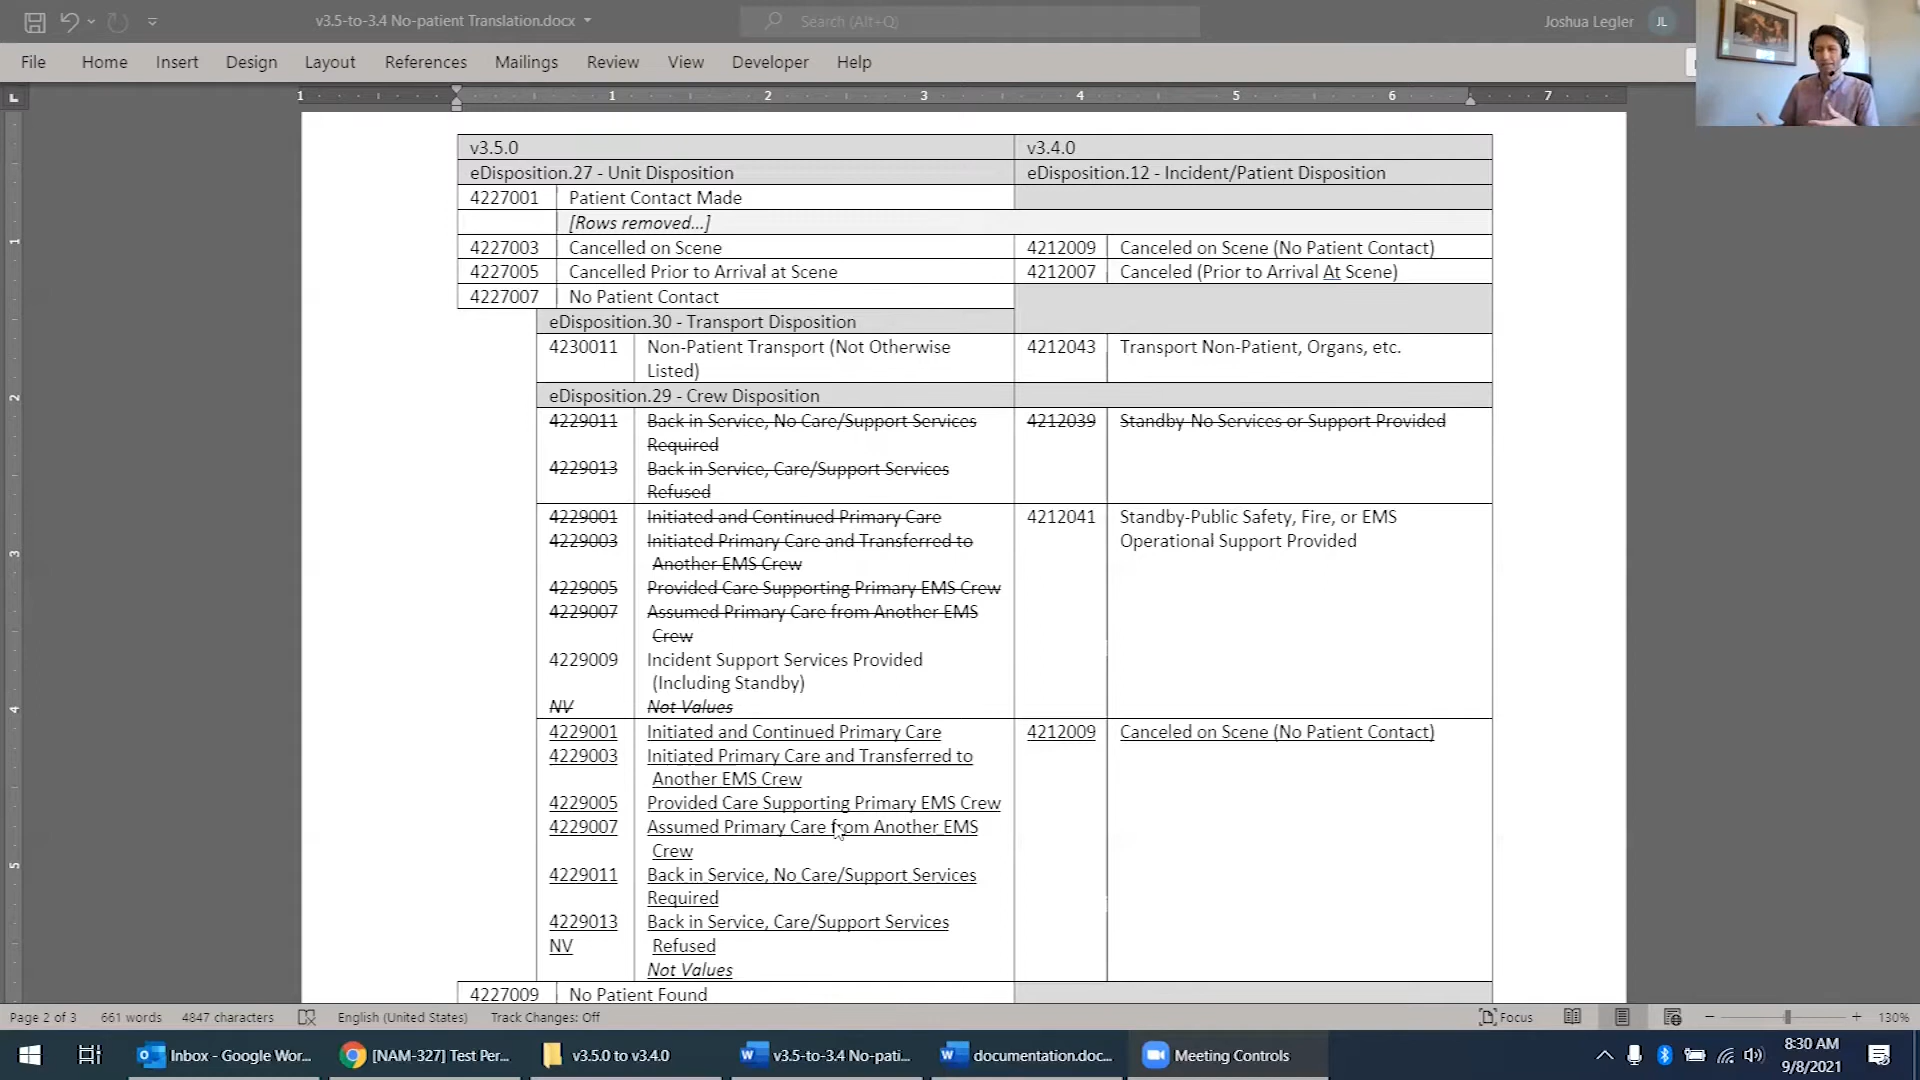 v3.5-to-3.4 No-patient Translation.docx
Search (Alt+Q)
Joshua Legler
JL
File Home Insert Design Layout References Mailings Review View Developer Help
1 1 2 3 4 5 6 7
v3.5.0 v3.4.0
eDisposition.27 - Unit Disposition eDisposition.12 - Incident/Patient Disposition
4227001 Patient Contact Made
[Rows removed...]
4227003 Cancelled on Scene 4212009 Canceled on Scene (No Patient Contact)
4227005 Cancelled Prior to Arrival at Scene 4212007 Canceled (Prior to Arrival At Scene)
4227007 No Patient Contact
eDisposition.30 - Transport Disposition
4230011 Non-Patient Transport (Not Otherwise 4212043 Transport Non-Patient, Organs, etc.
Listed)
eDisposition.29 - Crew Disposition
4229011 Back in Service, No Care/Support Services 4212039 Standby-No Services or Support Provided
Required
4229013 Back in Service, Care/Support Services
Refused
4229001 Initiated and Continued Primary Care 4212041 Standby-Public Safety, Fire, or EMS
4229003 Initiated Primary Care and Transferred to Operational Support Provided
Another EMS Crew
4229005 Provided Care Supporting Primary EMS Crew
4229007 Assumed Primary Care from Another EMS
Crew
4229009 Incident Support Services Provided
(Including Standby)
NV Not Values
4229001 Initiated and Continued Primary Care 4212009 Canceled on Scene (No Patient Contact)
4229003 Initiated Primary Care and Transferred to
Another EMS Crew
4229005 Provided Care Supporting Primary EMS Crew
4229007 Assumed Primary Care from Another EMS
Crew
4229011 Back in Service, No Care/Support Services
Required
4229013 Back in Service, Care/Support Services
NV Refused
Not Values
4227009 No Patient Found
1
2
3
4
5
Page 2 of 3 661 words 4847 characters English (United States) Track Changes: Off Focus 130%
Inbox - Google Wor... [NAM-327] Test Per... v3.5.0 to v3.4.0 v3.5-to-3.4 No-pati... documentation.doc... Meeting Controls
8:30 AM
9/8/2021